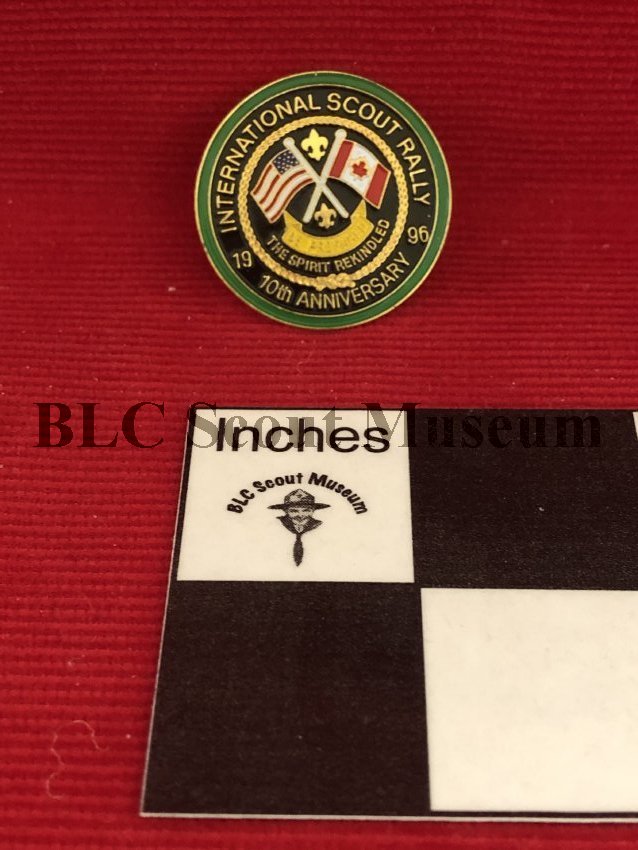 INTERNATIONAL SCOUT RALLY
19 96
THE SPIRIT REKINDLED
10th ANNIVERSARY
BLC Scout Museum
Inches
BLC Scout Museum